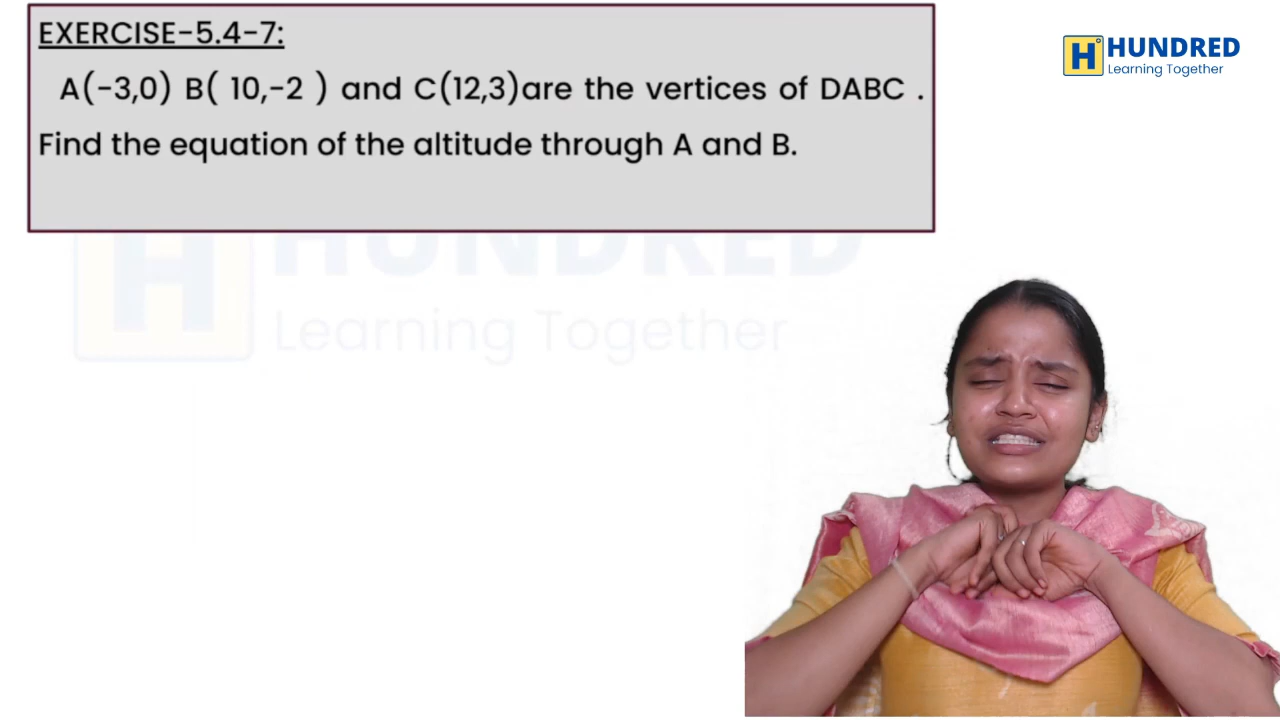 EXERCISE-5.4-7:
A(-3,0) B( 10,-2 ) and C(12,3)are the vertices of DABC .
Find the equation of the altitude through A and B.
H HUNDRED
Learning Together
H HUNDRED
Learning Together